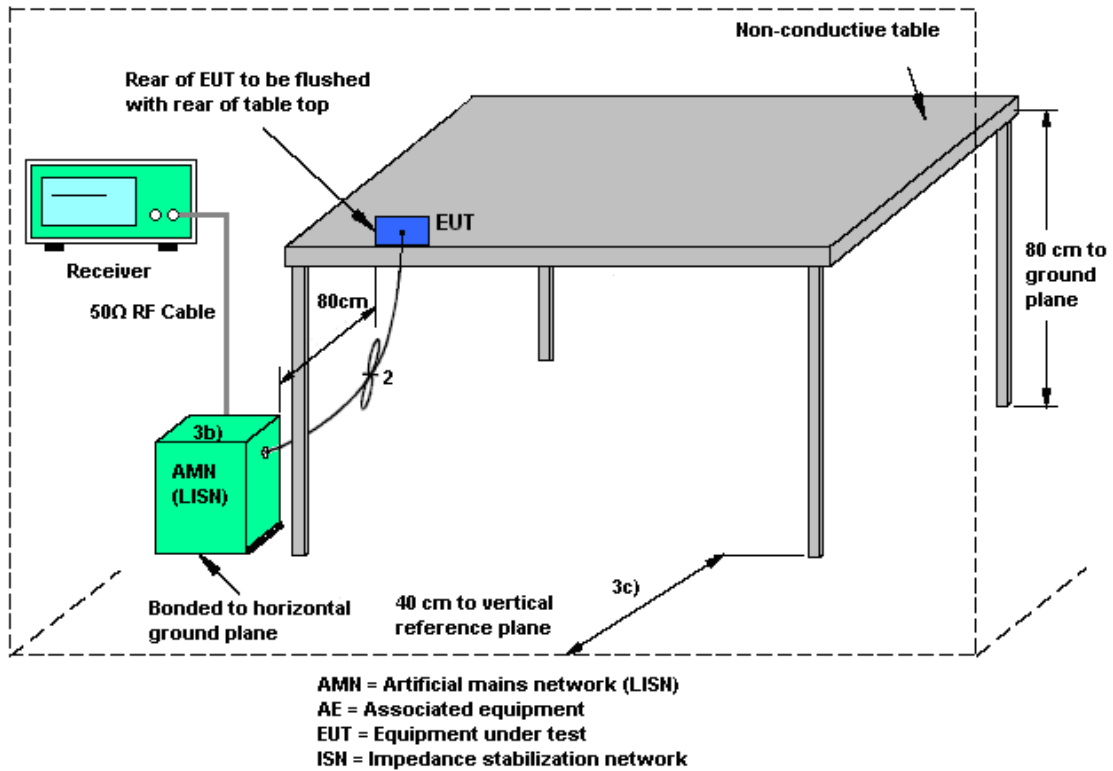 Non-conductive table
Rear of EUT to be flushed
with rear of table top
EUT
Receiver
80 cm to
ground
plane
50Ω RF Cable
80cm
2
3b)
AMN
(LISN)
3c)
Bonded to horizontal
ground plane
40 cm to vertical
reference plane
AMN = Artificial mains network (LISN)
AE = Associated equipment
EUT = Equipment under test
ISN = Impedance stabilization network